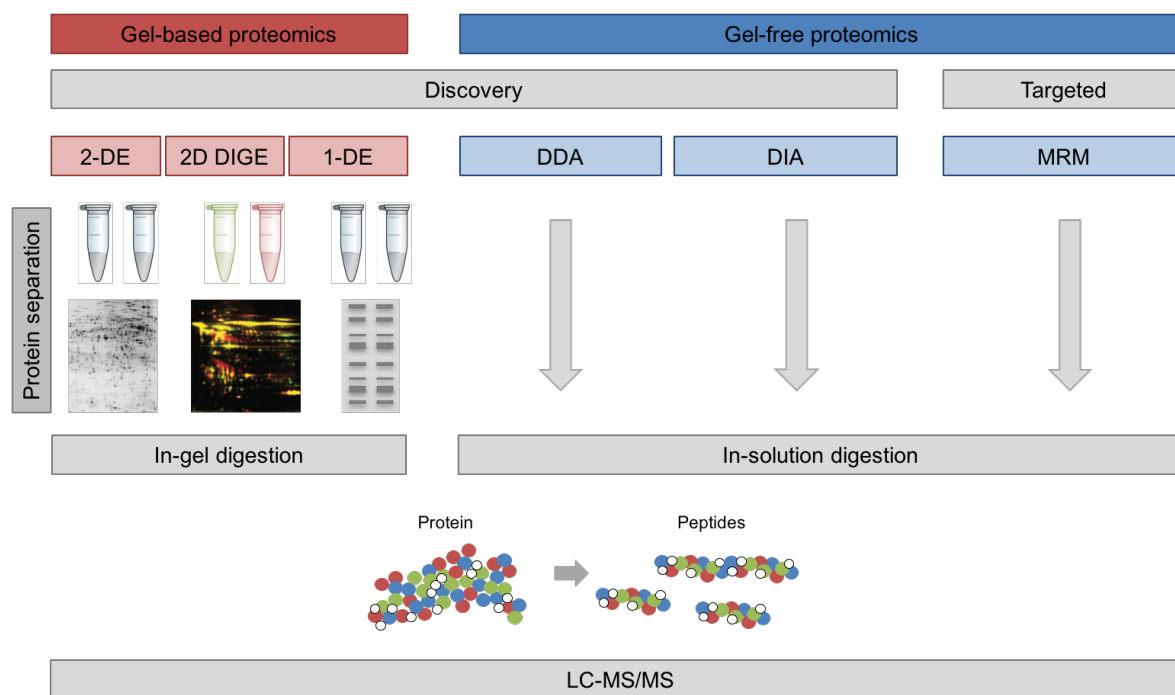 Gel-based proteomics
Gel-free proteomics
Discovery
Targeted
2-DE
2D DIGE
1-DE
DDA
DIA
MRM
Protein separation
In-gel digestion
In-solution digestion
Protein
Peptides
LC-MS/MS